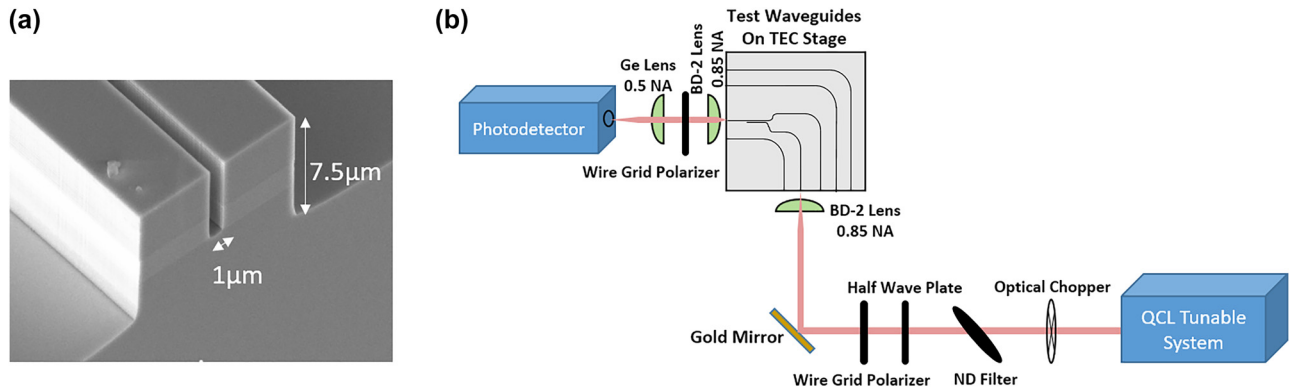 (a)
7.5µm
1µm
(b)
Test Waveguides
On TEC Stage
Ge Lens
0.5 NA
BD-2 Lens
0.85 NA
Photodetector
Wire Grid Polarizer
BD-2 Lens
0.85 NA
Half Wave Plate
Optical Chopper
QCL Tunable
System
Gold Mirror
Wire Grid Polarizer
ND Filter